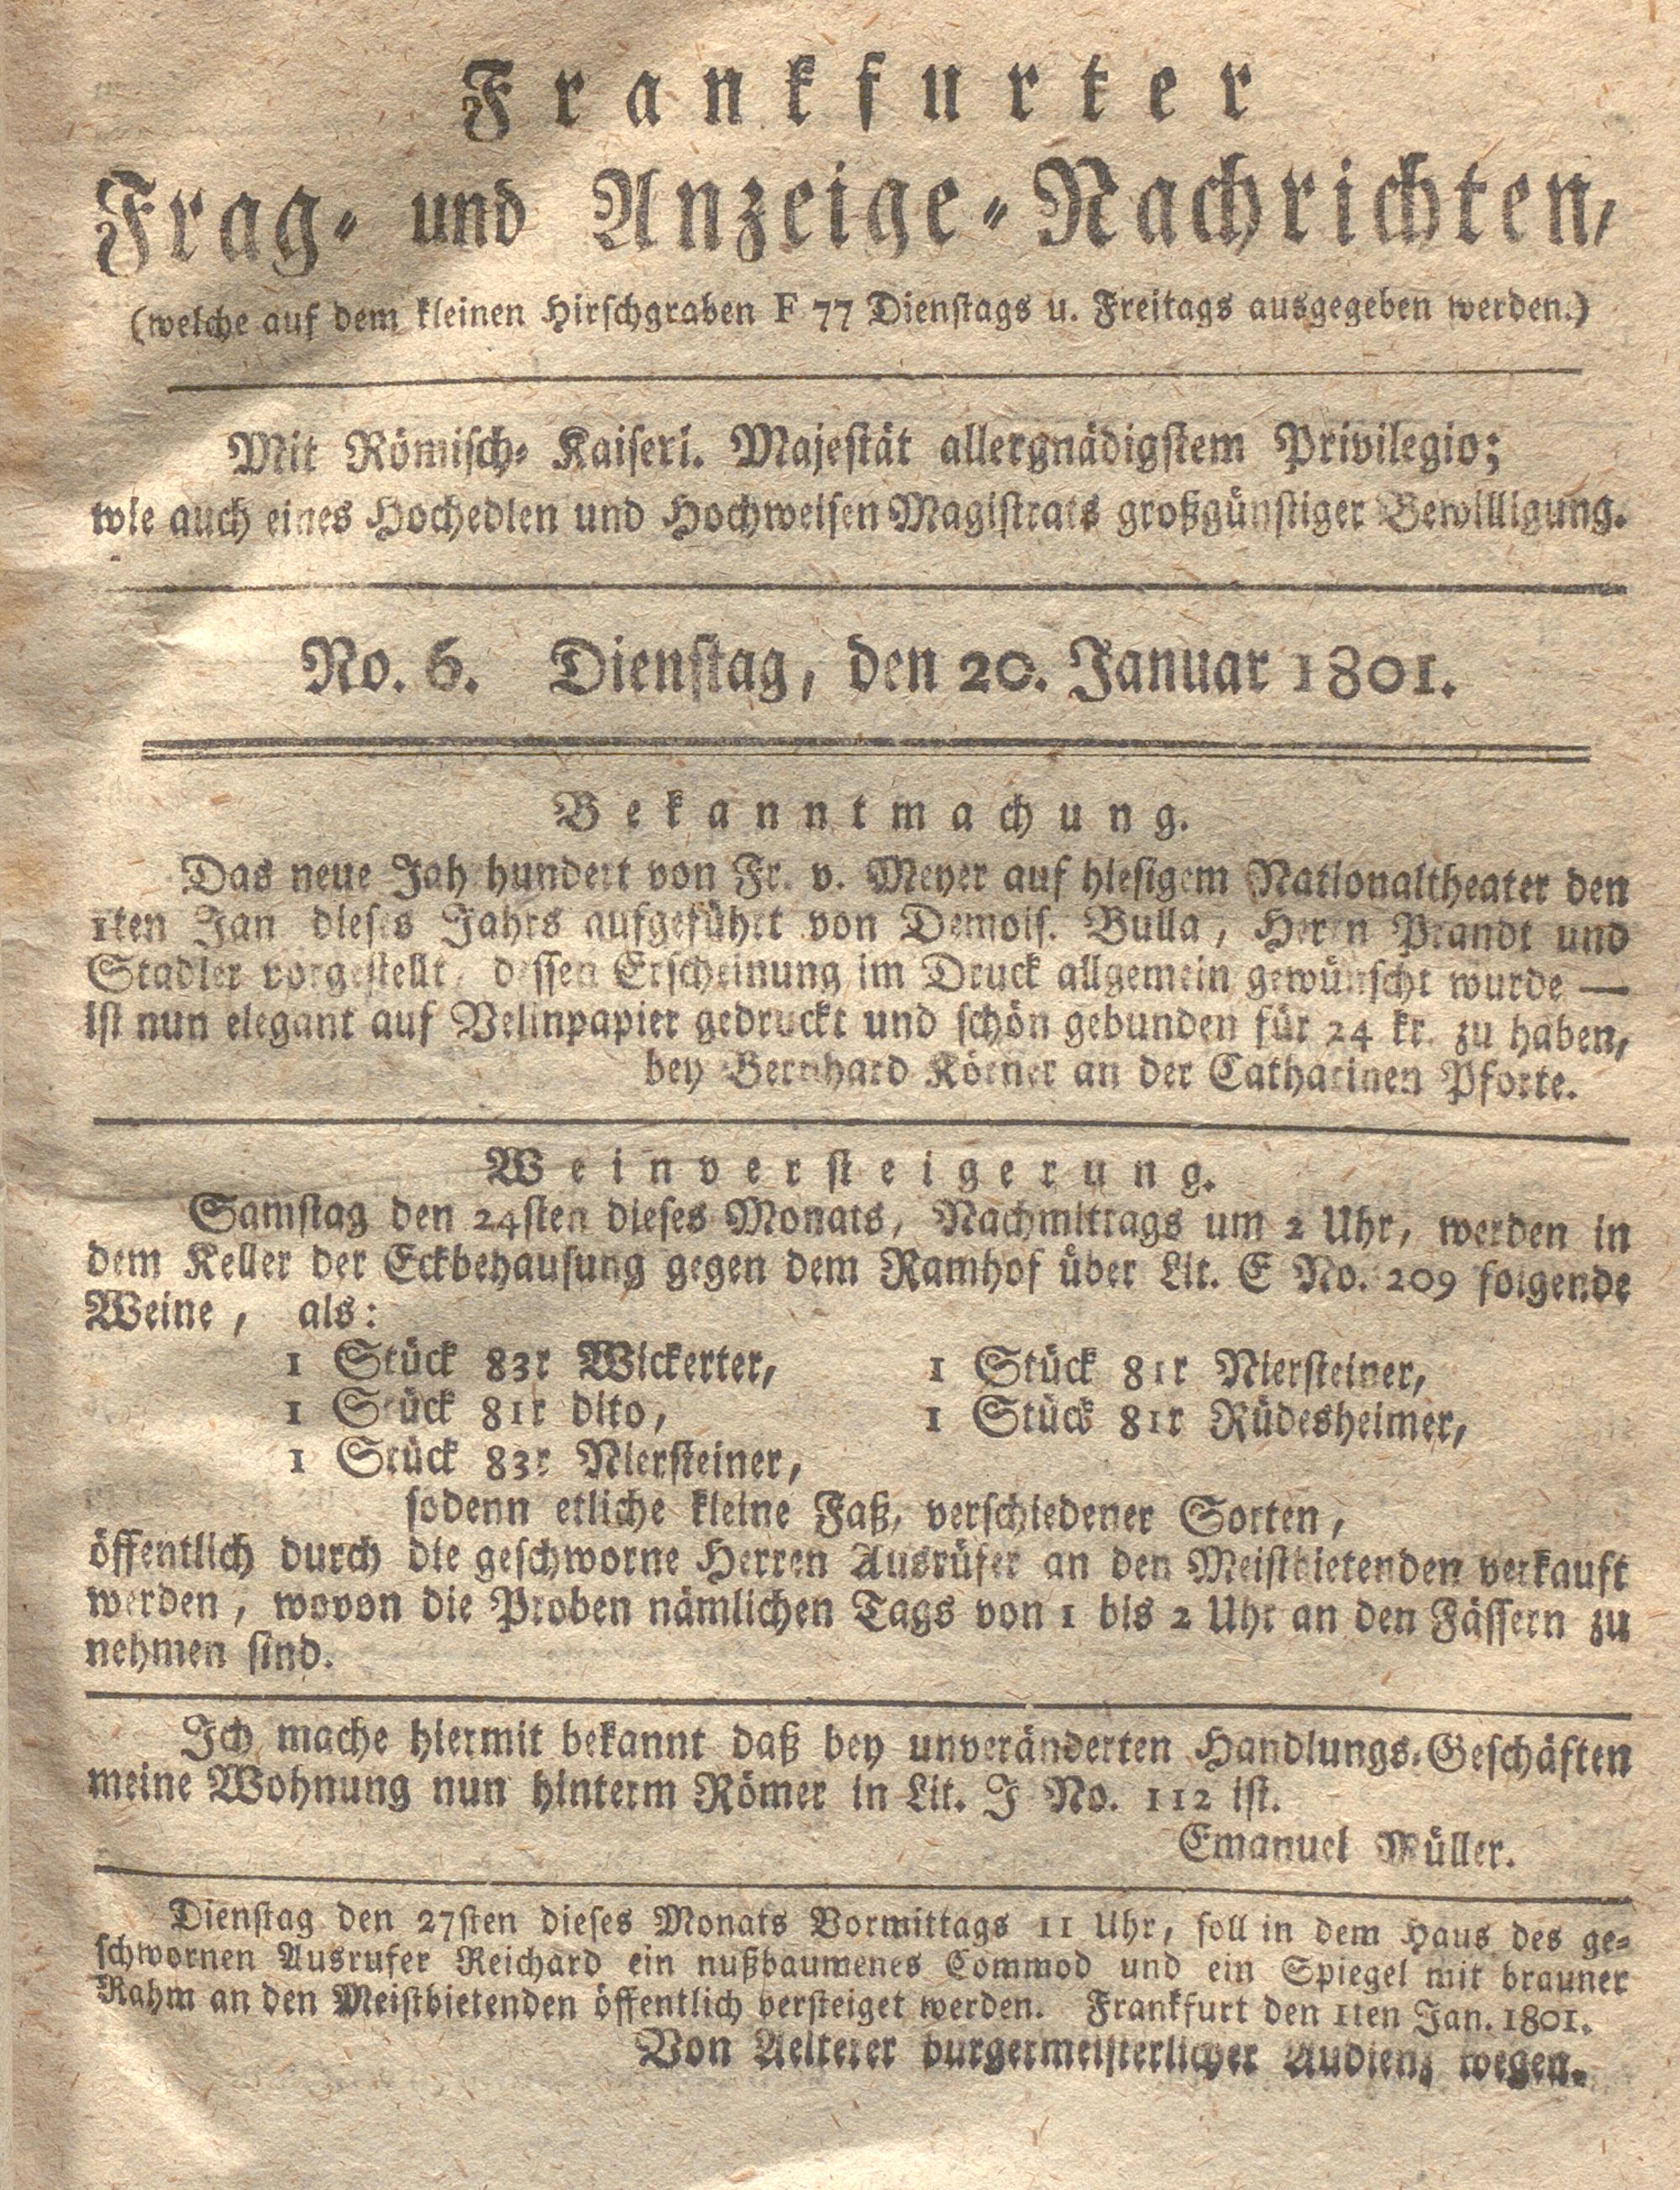 Frankfurter
Frag- und Anzeige-Nachrichten,
(welche auf dem kleinen Hirschgraben F 77 Dienstags u. Freitags ausgegeben werden.)
Mit Römisch- Kaiserl. Majestät allergnädigstem Privilegio;
wie auch eines Hochedlen und Hochweisen Magistrats großgünstiger Bewilligung.
No. 6. Dienstag, den 20. Januar 1801.
Bekanntmachung.
Das neue Jah hundert von Fr. v. Meyer auf hiesigem Nationaltheater den
1ten Jan dieses Jahrs aufgeführt von Demois. Bulla, Herrn Prandt und
Stadler vorgestellt, dessen Erscheinung im Druck allgemein gewünscht wurde —
ist nun elegant auf Velinpapier gedruckt und schön gebunden für 24 kr. zu haben,
bey Bernhard Körner an der Catharinen Pforte.
Weinversteigerung.
Samstag den 24sten dieses Monats, Nachmittags um 2 Uhr, werden in
dem Keller der Eckbehausung gegen dem Ramhof über Lit. E No. 209 folgende
Weine, als:
1 Stück 83r Wickerter, 1 Stück 81r Niersteiner,
1 Stück 81r dito, 1 Stück 81r Rüdesheimer,
1 Stück 83r Niersteiner,
sodenn etliche kleine Faß, verschiedener Sorten,
öffentlich durch die geschworne Herren Ausrüfer an den Meistbietenden verkauft
werden, wovon die Proben nämlichen Tags von 1 bis 2 Uhr an den Fässern zu
nehmen sind.
Ich mache hiermit bekannt daß bey unveränderten Handlungs-Geschäften
meine Wohnung nun hinterm Römer in Lit. J No. 112 ist.
Emanuel Müller.
Dienstag den 27sten dieses Monats Vormittags 11 Uhr, soll in dem Haus des ge-
schwornen Ausrufer Reichard ein nußbaumenes Commod und ein Spiegel mit brauner
Rahm an den Meistbietenden öffentlich versteiget werden. Frankfurt den 11en Jan. 1801.
Von Aelterer burgermeisterlicher Audienz wegen.